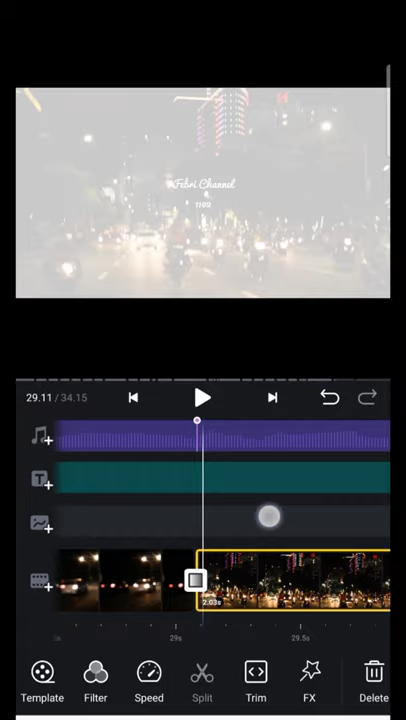 Febri Channel
1102
29.11 / 34.15
T
2.03s
29s
29.5s
Template Filter Speed Split Trim FX Delete